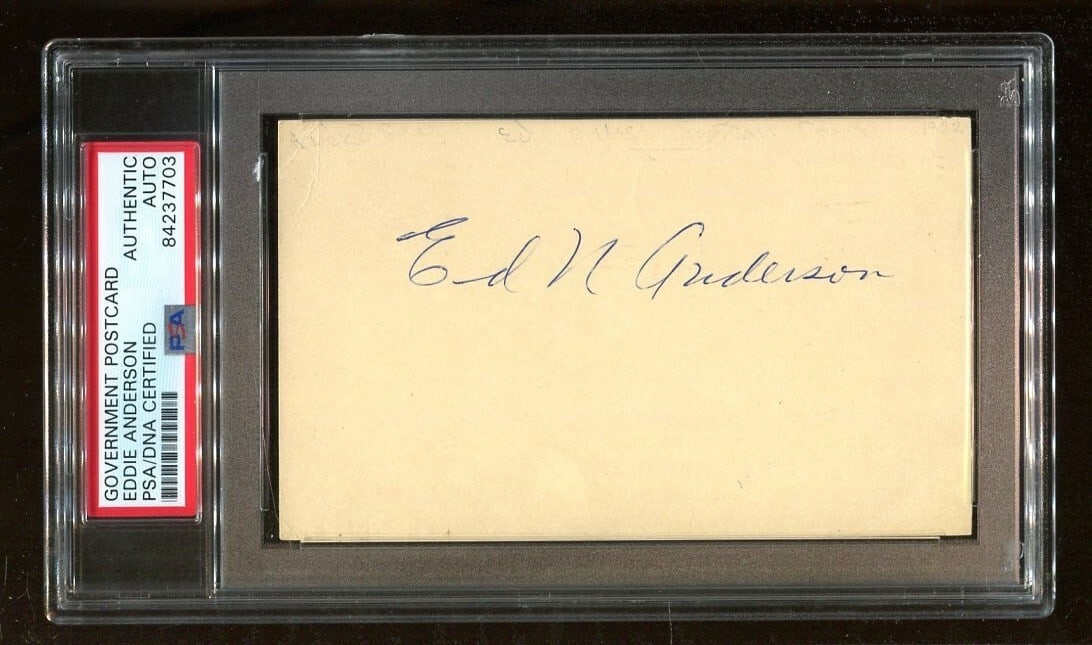 GOVERNMENT POSTCARD
EDDIE ANDERSON
PSA/DNA CERTIFIED
AUTHENTIC
AUTO
84237703
PSA
Ed N Anderson